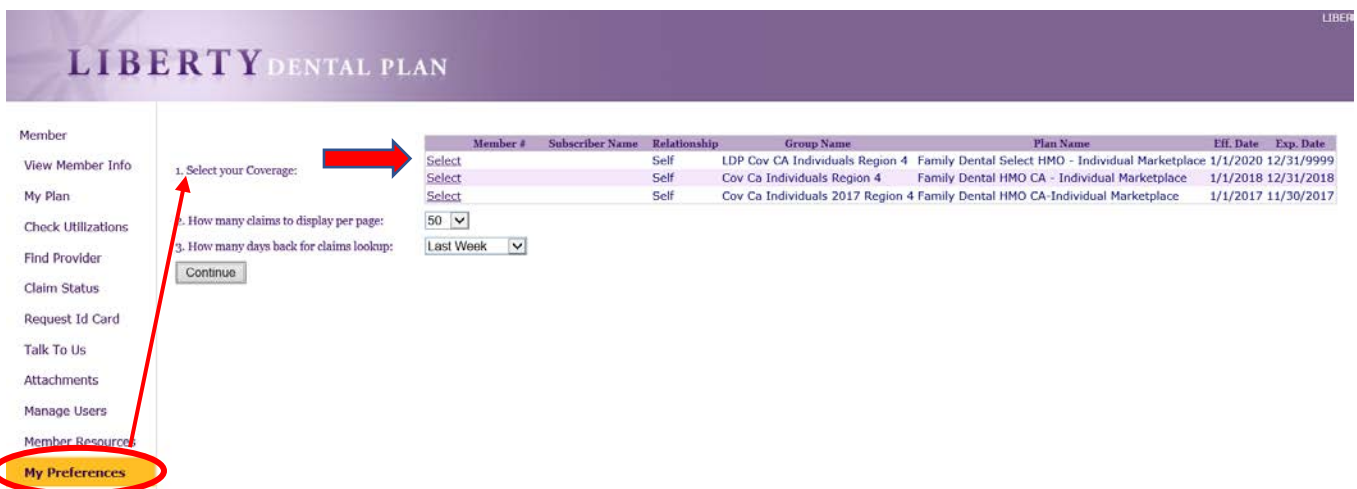 LIBERTY DENTAL PLAN
Member
View Member Info
My Plan
Check Utilizations
Find Provider
Claim Status
Request Id Card
Talk To Us
Attachments
Manage Users
Member Resources
My Preferences
1. Select your Coverage:
Member # Subscriber Name Relationship Group Name Plan Name Eff. Date Exp. Date
Select Self LDP Cov CA Individuals Region 4 Family Dental Select HMO - Individual Marketplace 1/1/2020 12/31/9999
Select Self Cov Ca Individuals Region 4 Family Dental HMO CA - Individual Marketplace 1/1/2018 12/31/2018
Select Self Cov Ca Individuals 2017 Region 4 Family Dental HMO CA-Individual Marketplace 1/1/2017 11/30/2017
How many claims to display per page: 50
3. How many days back for claims lookup: Last Week
Continue